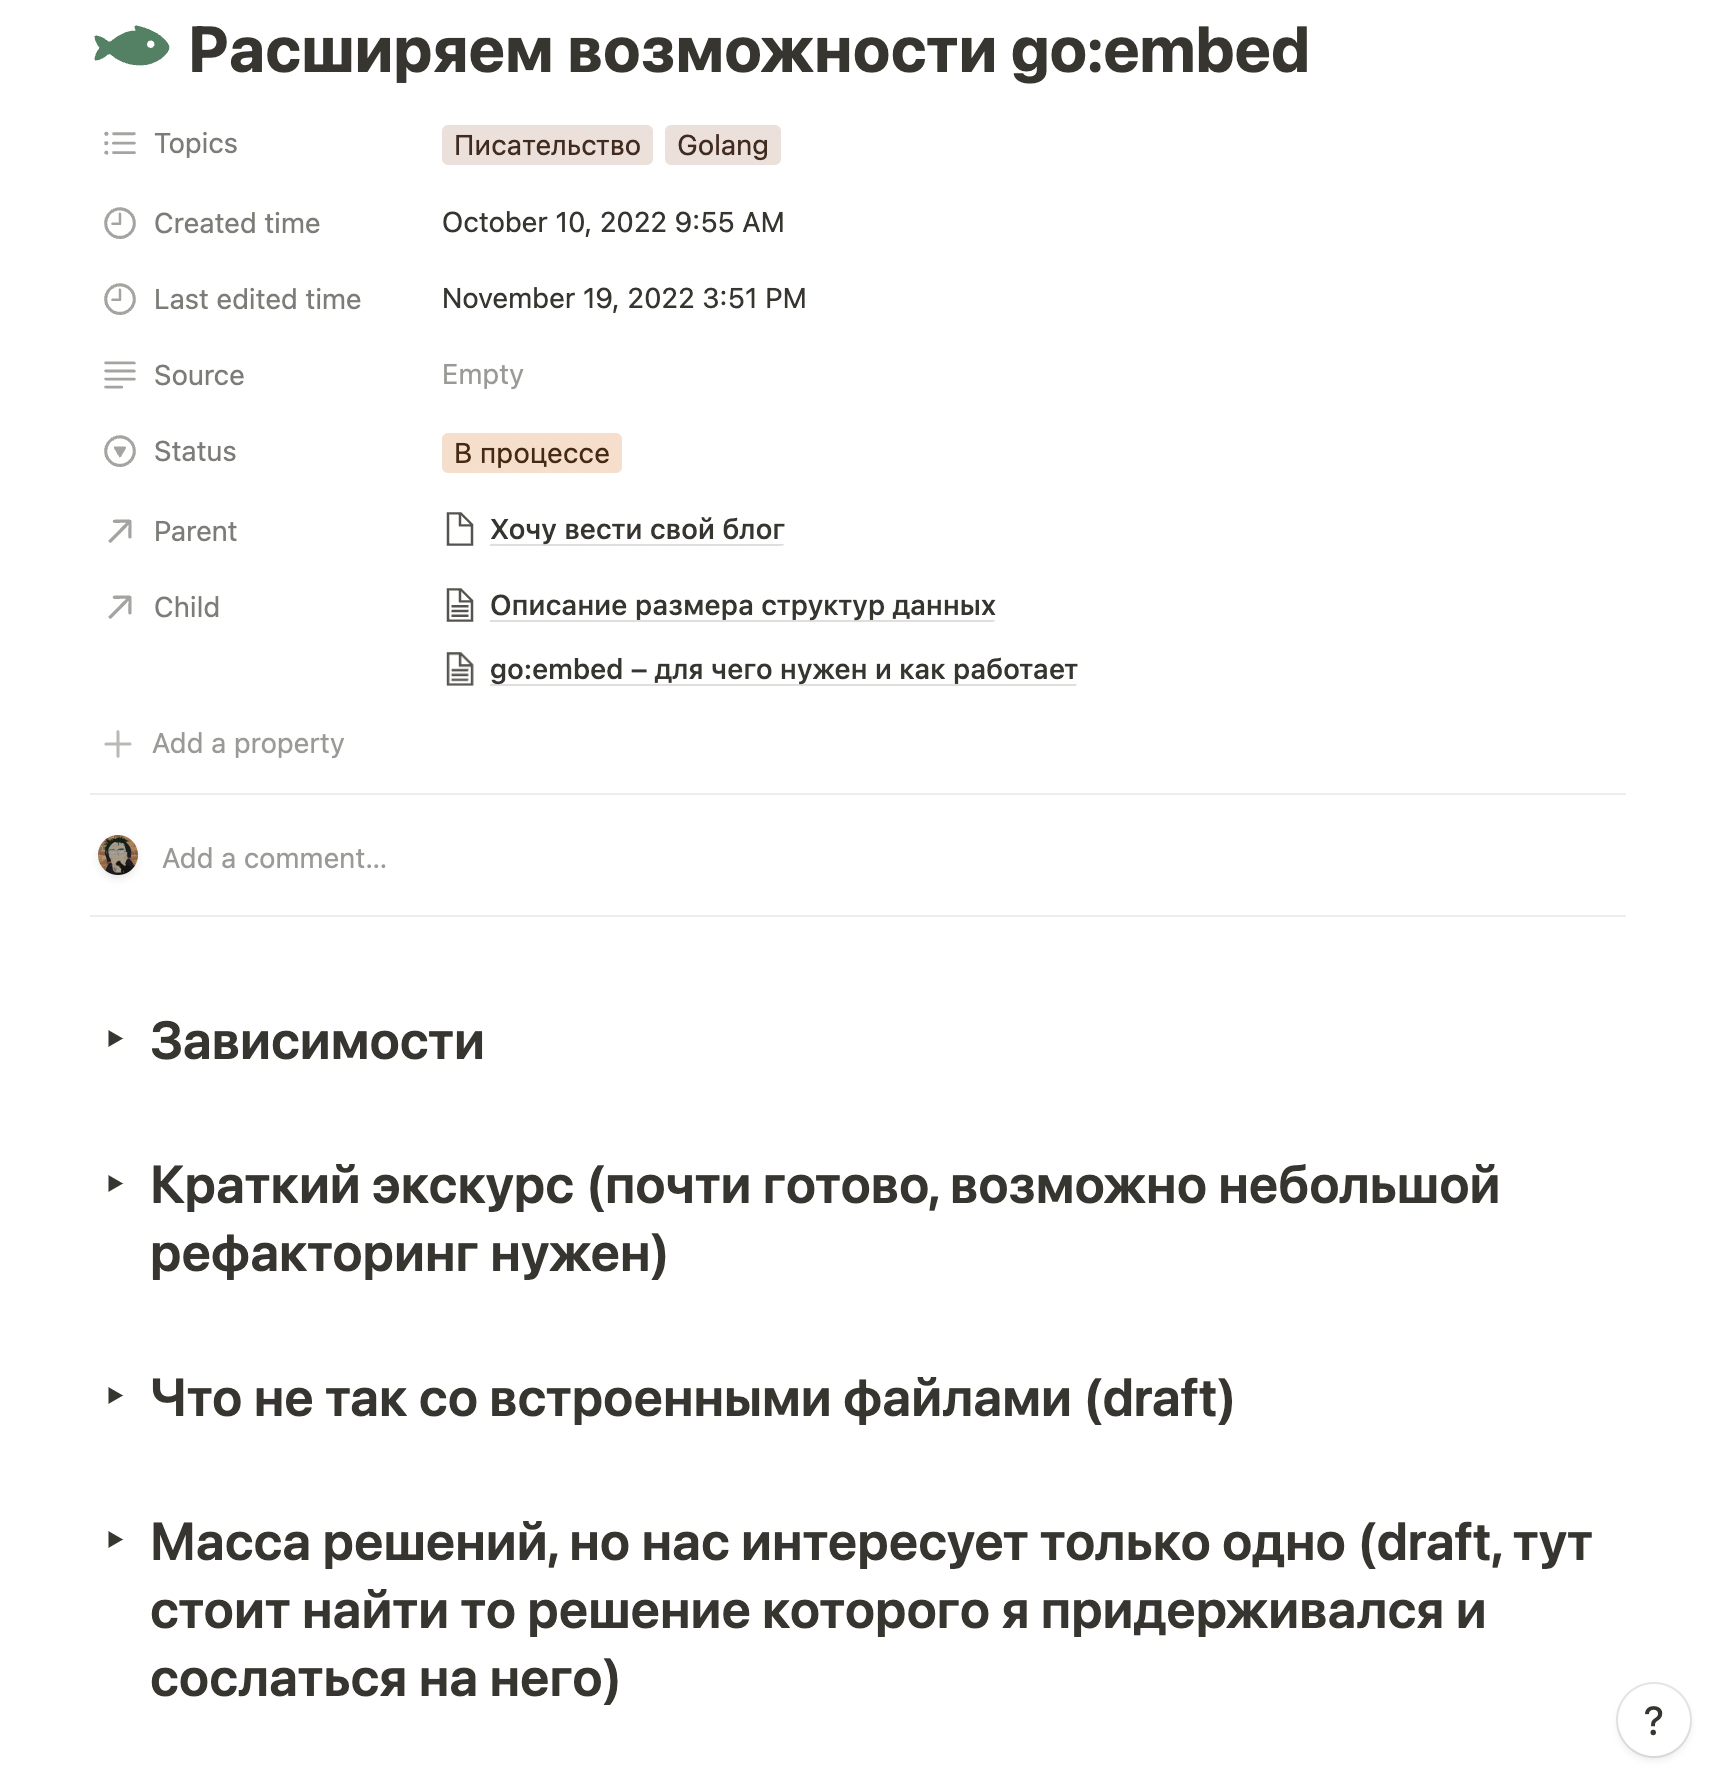 Расширяем возможности go:embed
Topics Писательство Golang
Created time October 10, 2022 9:55 AM
Last edited time November 19, 2022 3:51 PM
Source Empty
Status В процессе
Parent Хочу вести свой блог
Child Описание размера структур данных
go:embed – для чего нужен и как работает
Add a property
Add a comment...
Зависимости
Краткий экскурс (почти готово, возможно небольшой
рефакторинг нужен)
Что не так со встроенными файлами (draft)
Масса решений, но нас интересует только одно (draft, тут
стоит найти то решение которого я придерживался и
сослаться на него)
?